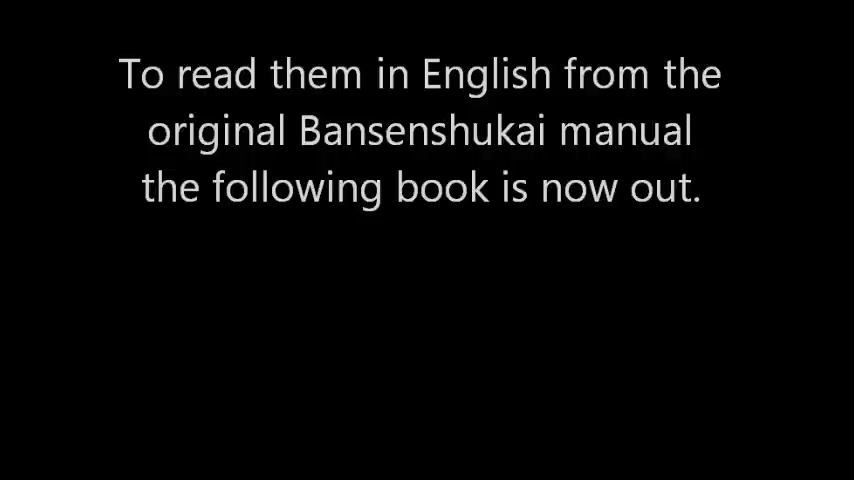 To read them in English from the
original Bansenshukai manual
the following book is now out.